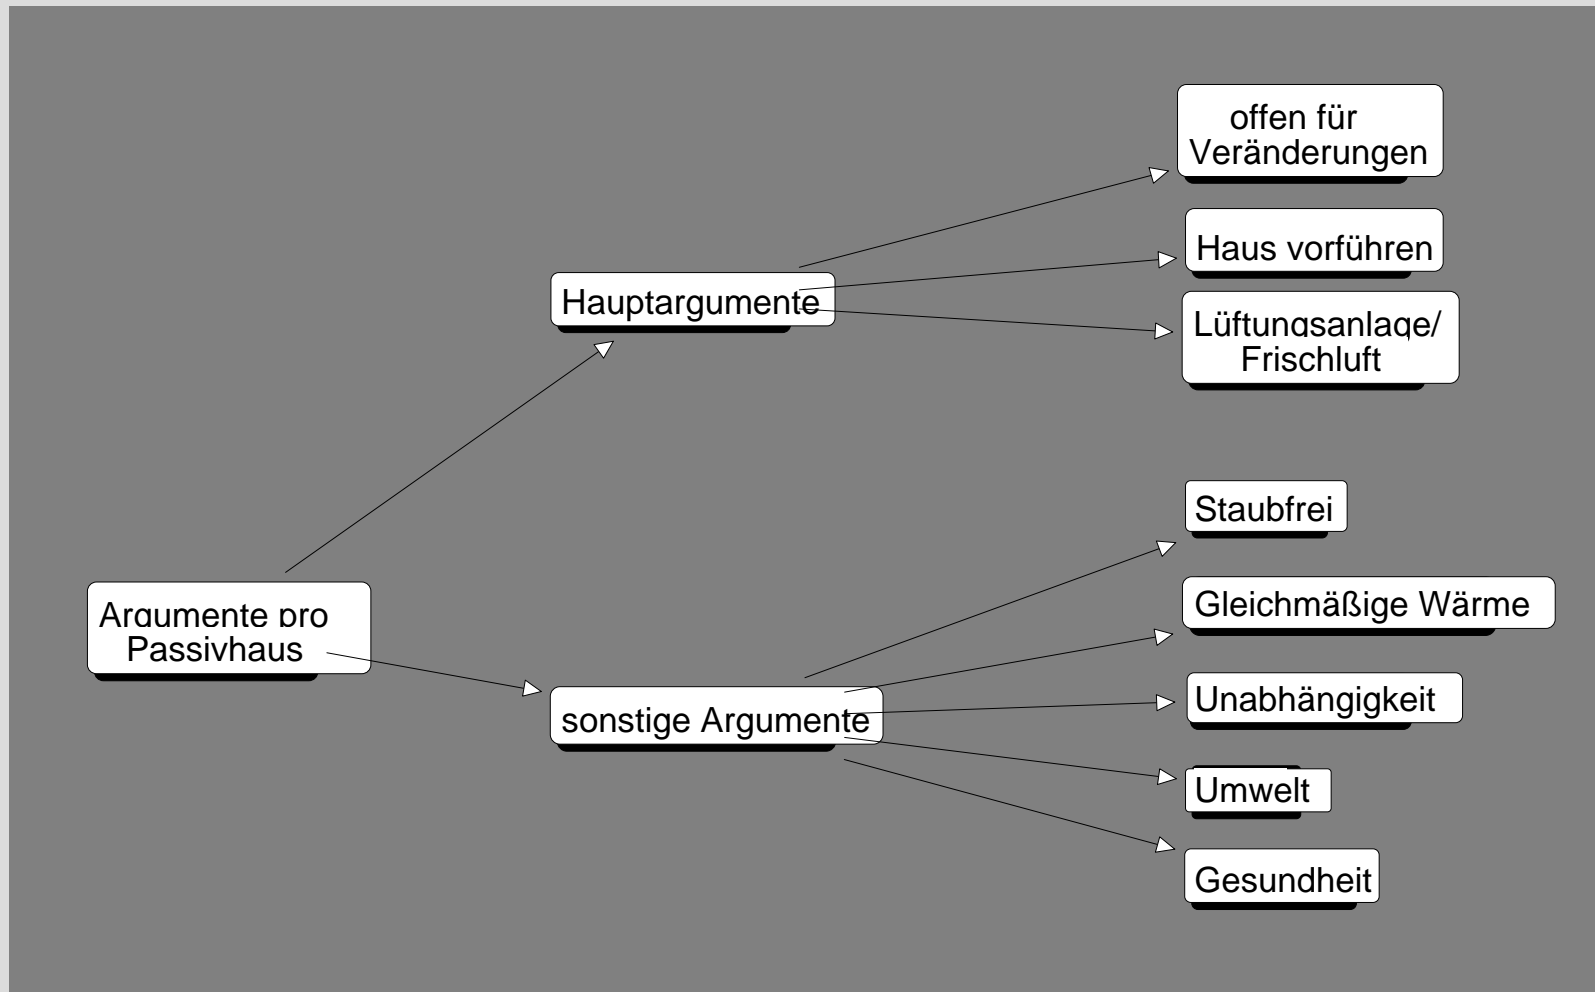 offen für
Veränderungen
Haus vorführen
Hauptargumente
Lüftungsanlage/
Frischluft
Staubfrei
Argumente pro
Passivhaus
Gleichmäßige Wärme
Unabhängigkeit
sonstige Argumente
Umwelt
Gesundheit